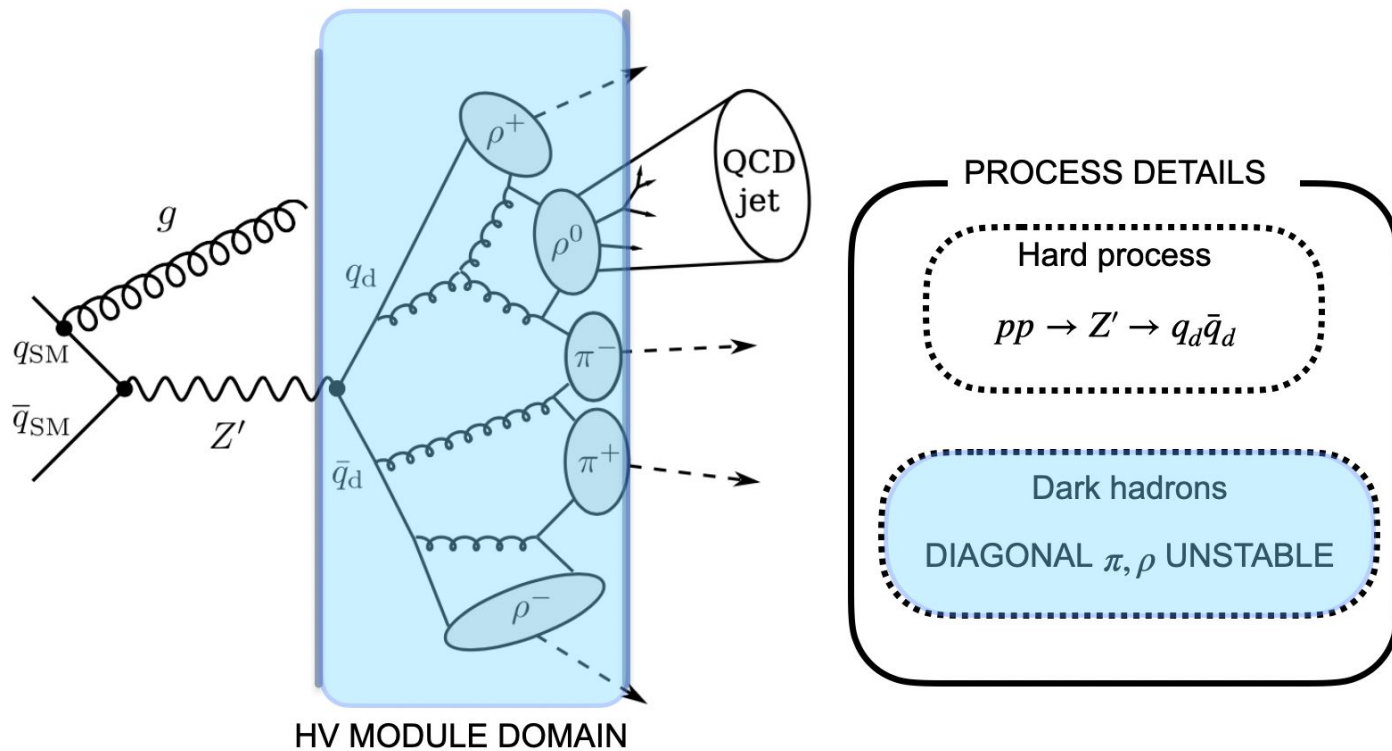 g
q_SM
q̄_SM
Z′
q_d
q̄_d
ρ⁺
ρ⁰
π⁻
π⁺
ρ⁻
QCD
jet
HV MODULE DOMAIN
PROCESS DETAILS
Hard process
pp → Z′ → q_d q̄_d
Dark hadrons
DIAGONAL π, ρ UNSTABLE